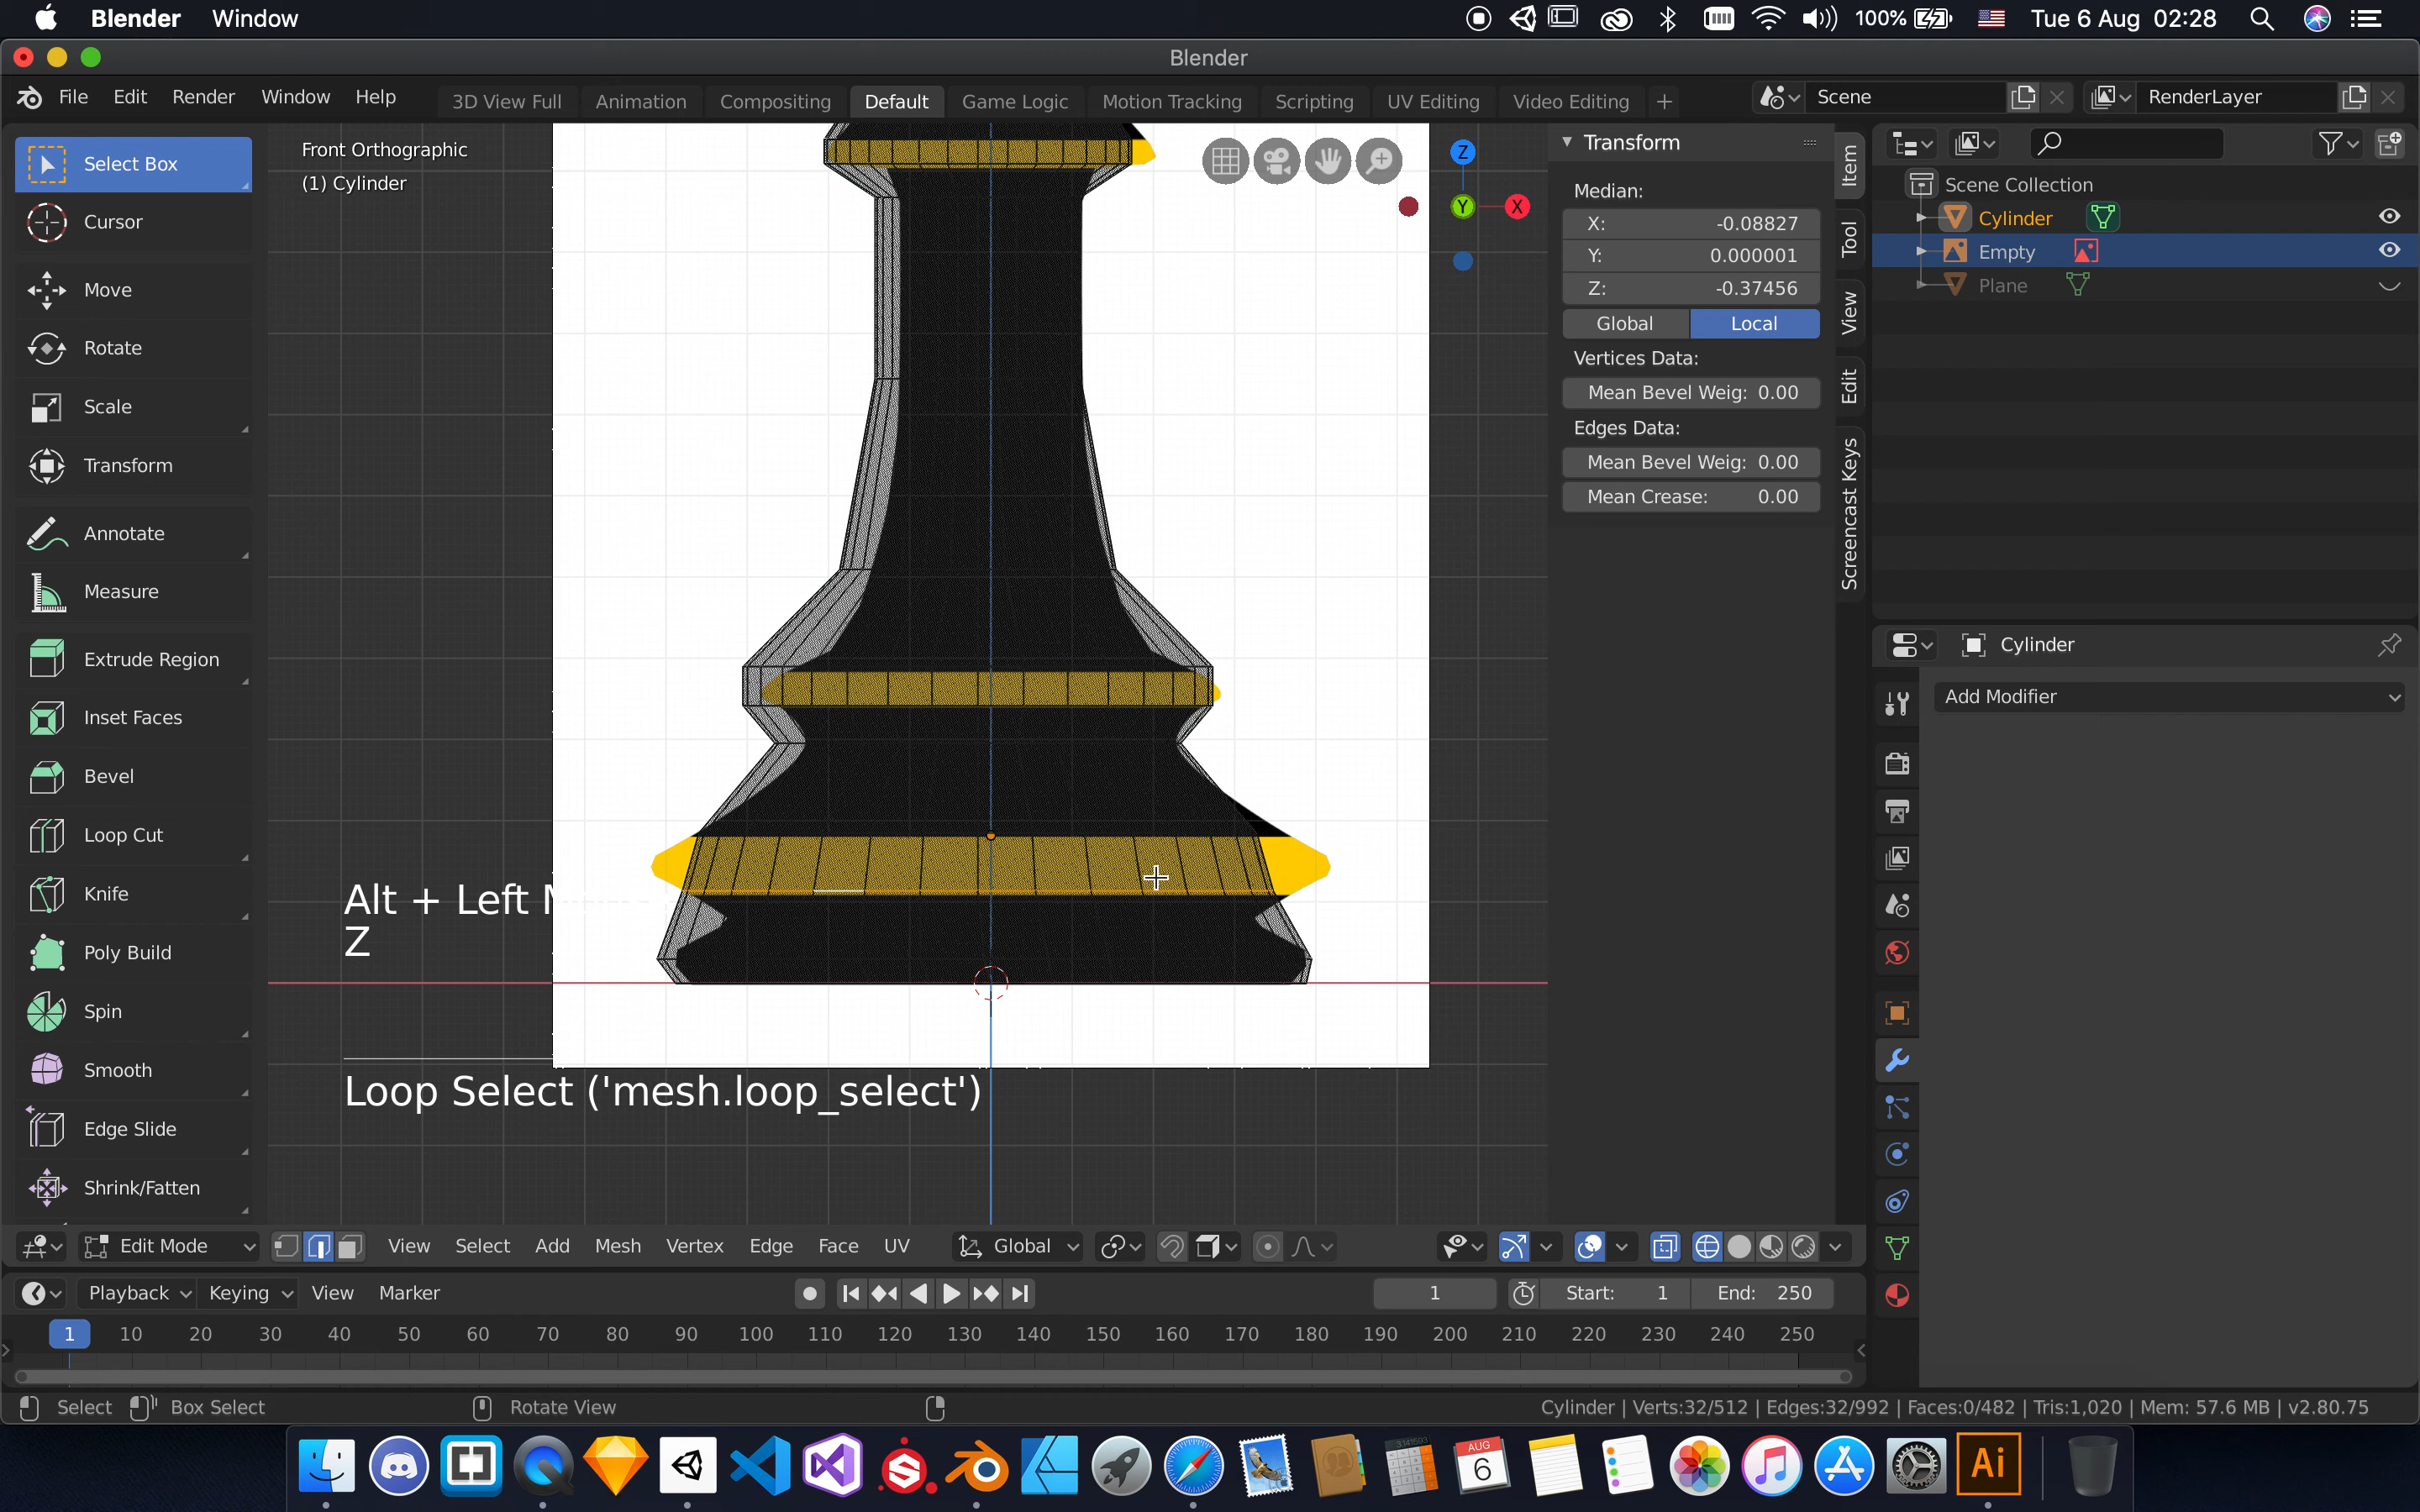 Blender Window 100% Tue 6 Aug 02:28
Blender
File Edit Render Window Help 3D View Full Animation Compositing Default Game Logic Motion Tracking Scripting UV Editing Video Editing + Scene RenderLayer
Select Box
Cursor
Move
Rotate
Scale
Transform
Annotate
Measure
Extrude Region
Inset Faces
Bevel
Loop Cut
Knife
Poly Build
Spin
Smooth
Edge Slide
Shrink/Fatten
Front Orthographic
(1) Cylinder
Z
Y
X
Alt + Left
Z
Loop Select ('mesh.loop_select')
Transform
Median:
X: -0.08827
Y: 0.000001
Z: -0.37456
Global Local
Vertices Data:
Mean Bevel Weig: 0.00
Edges Data:
Mean Bevel Weig: 0.00
Mean Crease: 0.00
Item
Tool
View
Edit
Screencast Keys
Scene Collection
Cylinder
Empty
Plane
Cylinder
Add Modifier
Edit Mode View Select Add Mesh Vertex Edge Face UV Global
Playback Keying View Marker 1 Start: 1 End: 250
1 10 20 30 40 50 60 70 80 90 100 110 120 130 140 150 160 170 180 190 200 210 220 230 240 250
Select Box Select Rotate View Cylinder | Verts:32/512 | Edges:32/992 | Faces:0/482 | Tris:1,020 | Mem: 57.6 MB | v2.80.75
AUG
6
Ai